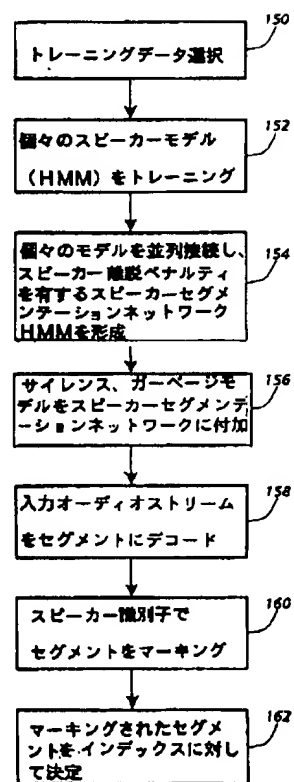 150
トレーニングデータ選択
152
個々のスピーカーモデル
(HMM)をトレーニング
154
個々のモデルを並列接続し、
スピーカー離脱ペナルティ
を有するスピーカーセグメ
ンテーションネットワーク
HMMを形成
156
サイレンス、ガーベージモ
デルをスピーカーセグメンテ
ーションネットワークに付加
158
入力オーディオストリーム
をセグメントにデコード
160
スピーカー識別子で
セグメントをマーキング
162
マーキングされたセグメ
ントをインデックスに対し
て決定